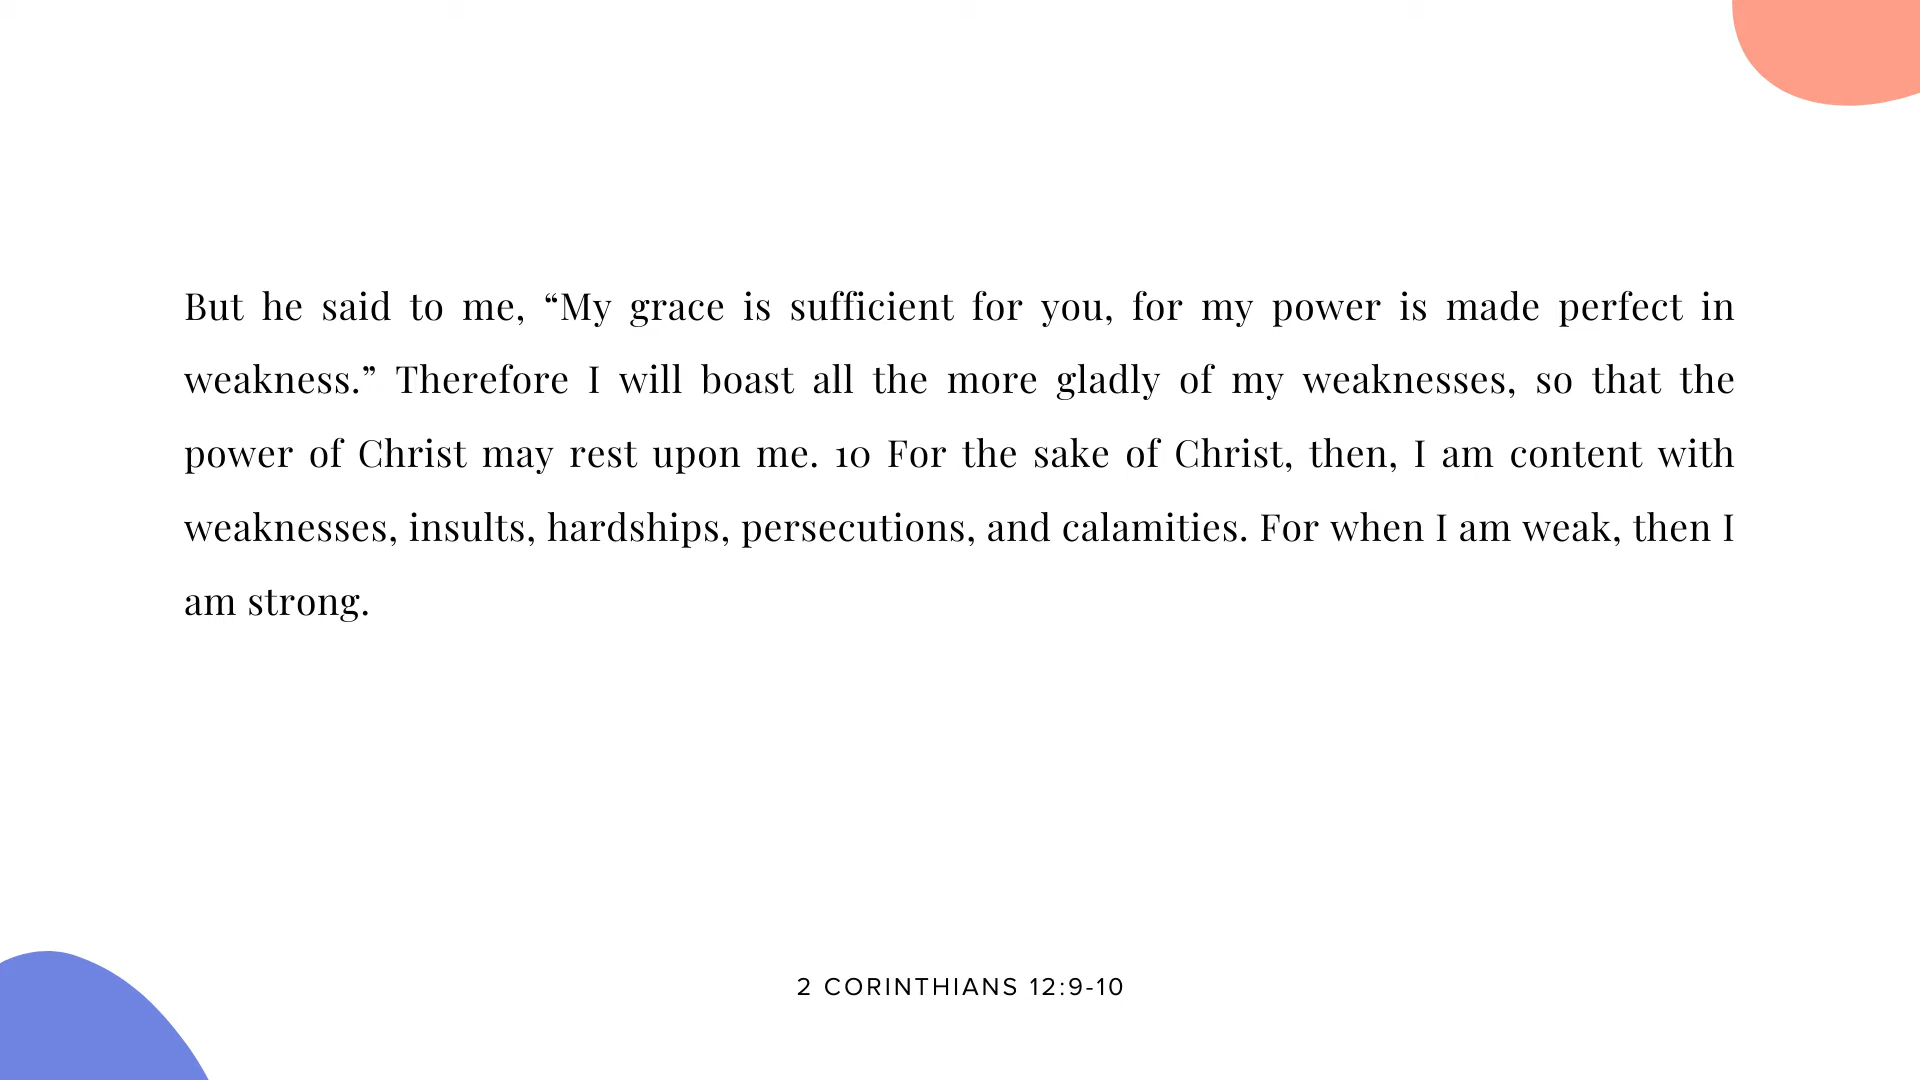 But he said to me, “My grace is sufficient for you, for my power is made perfect in
weakness.” Therefore I will boast all the more gladly of my weaknesses, so that the
power of Christ may rest upon me. 10 For the sake of Christ, then, I am content with
weaknesses, insults, hardships, persecutions, and calamities. For when I am weak, then I
am strong.
2 CORINTHIANS 12:9-10